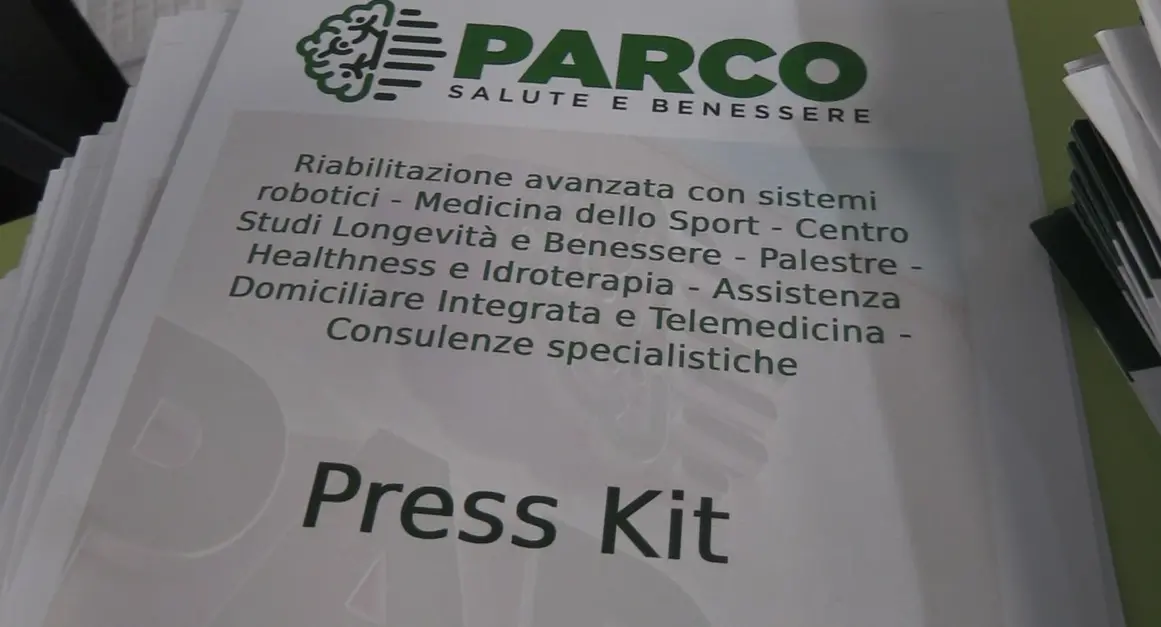 PARCO
SALUTE E BENESSERE
Riabilitazione avanzata con sistemi
robotici - Medicina dello Sport - Centro
Studi Longevità e Benessere - Palestre -
Healthness e Idroterapia - Assistenza
Domiciliare Integrata e Telemedicina -
Consulenze specialistiche
Press Kit